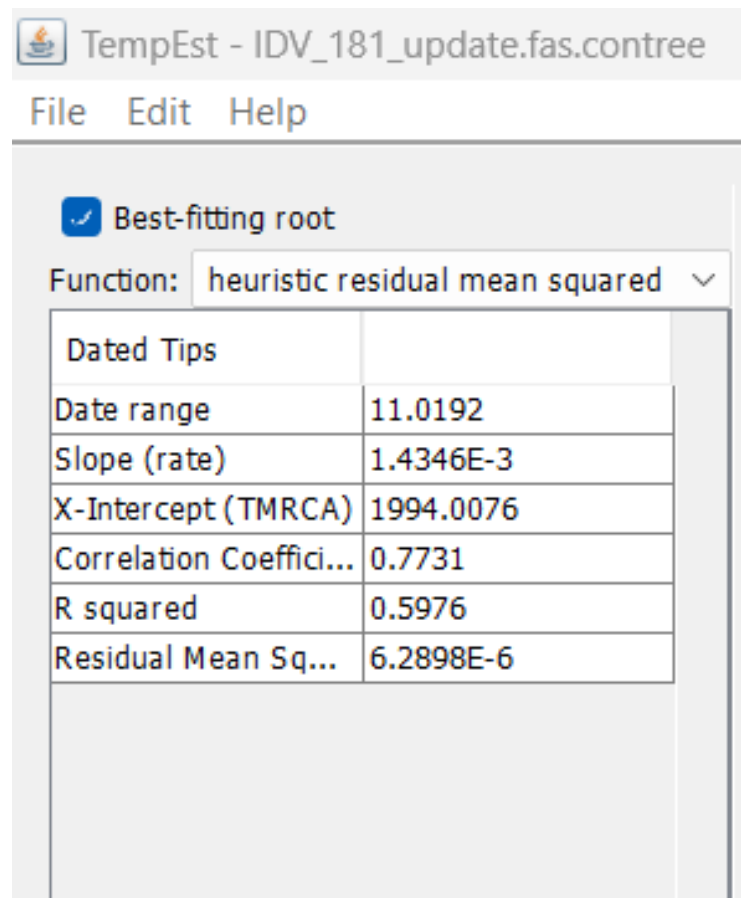 TempEst - IDV_181_update.fas.contree
File Edit Help
Best-fitting root
Function: heuristic residual mean squared
Dated Tips
Date range 11.0192
Slope (rate) 1.4346E-3
X-Intercept (TMRCA) 1994.0076
Correlation Coeffici... 0.7731
R squared 0.5976
Residual Mean Sq... 6.2898E-6